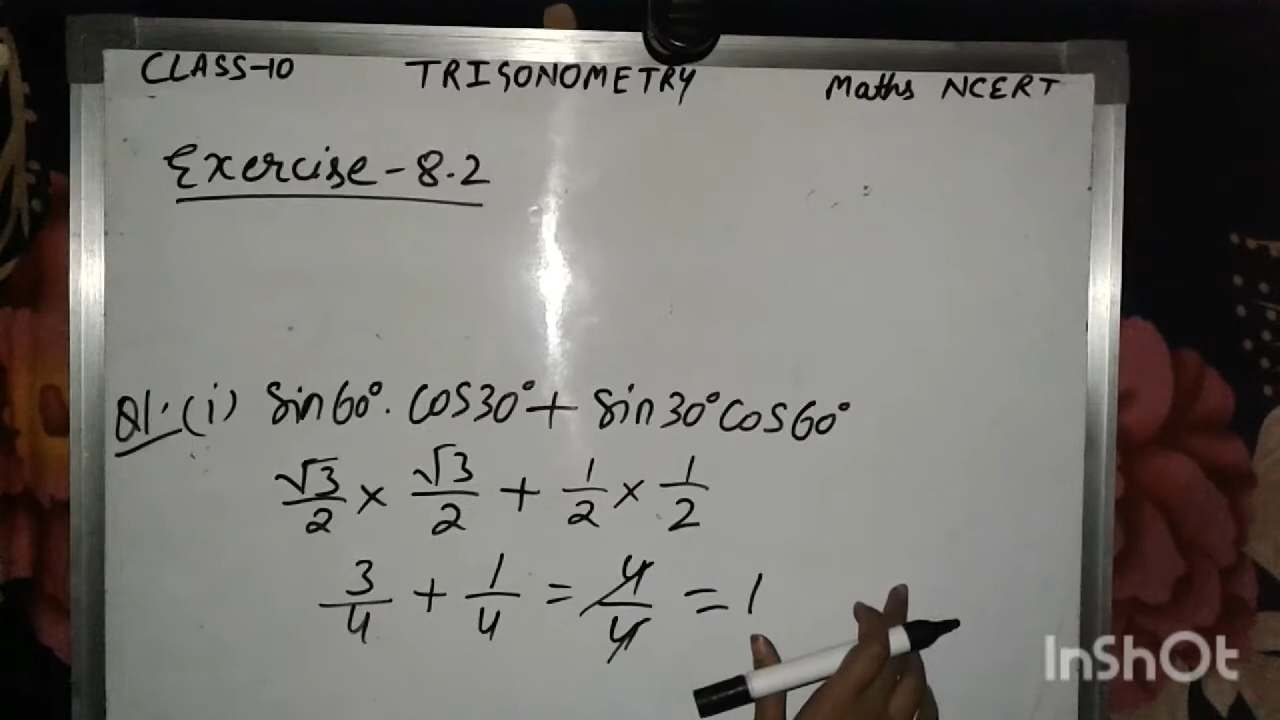 CLASS-10 TRIGONOMETRY Maths NCERT
Exercise-8.2
Q1.(i) Sin60°. COS30° + Sin30°COS60°
√3/2 × √3/2 + 1/2 × 1/2
3/4 + 1/4 = 4/4 = 1
InShOt